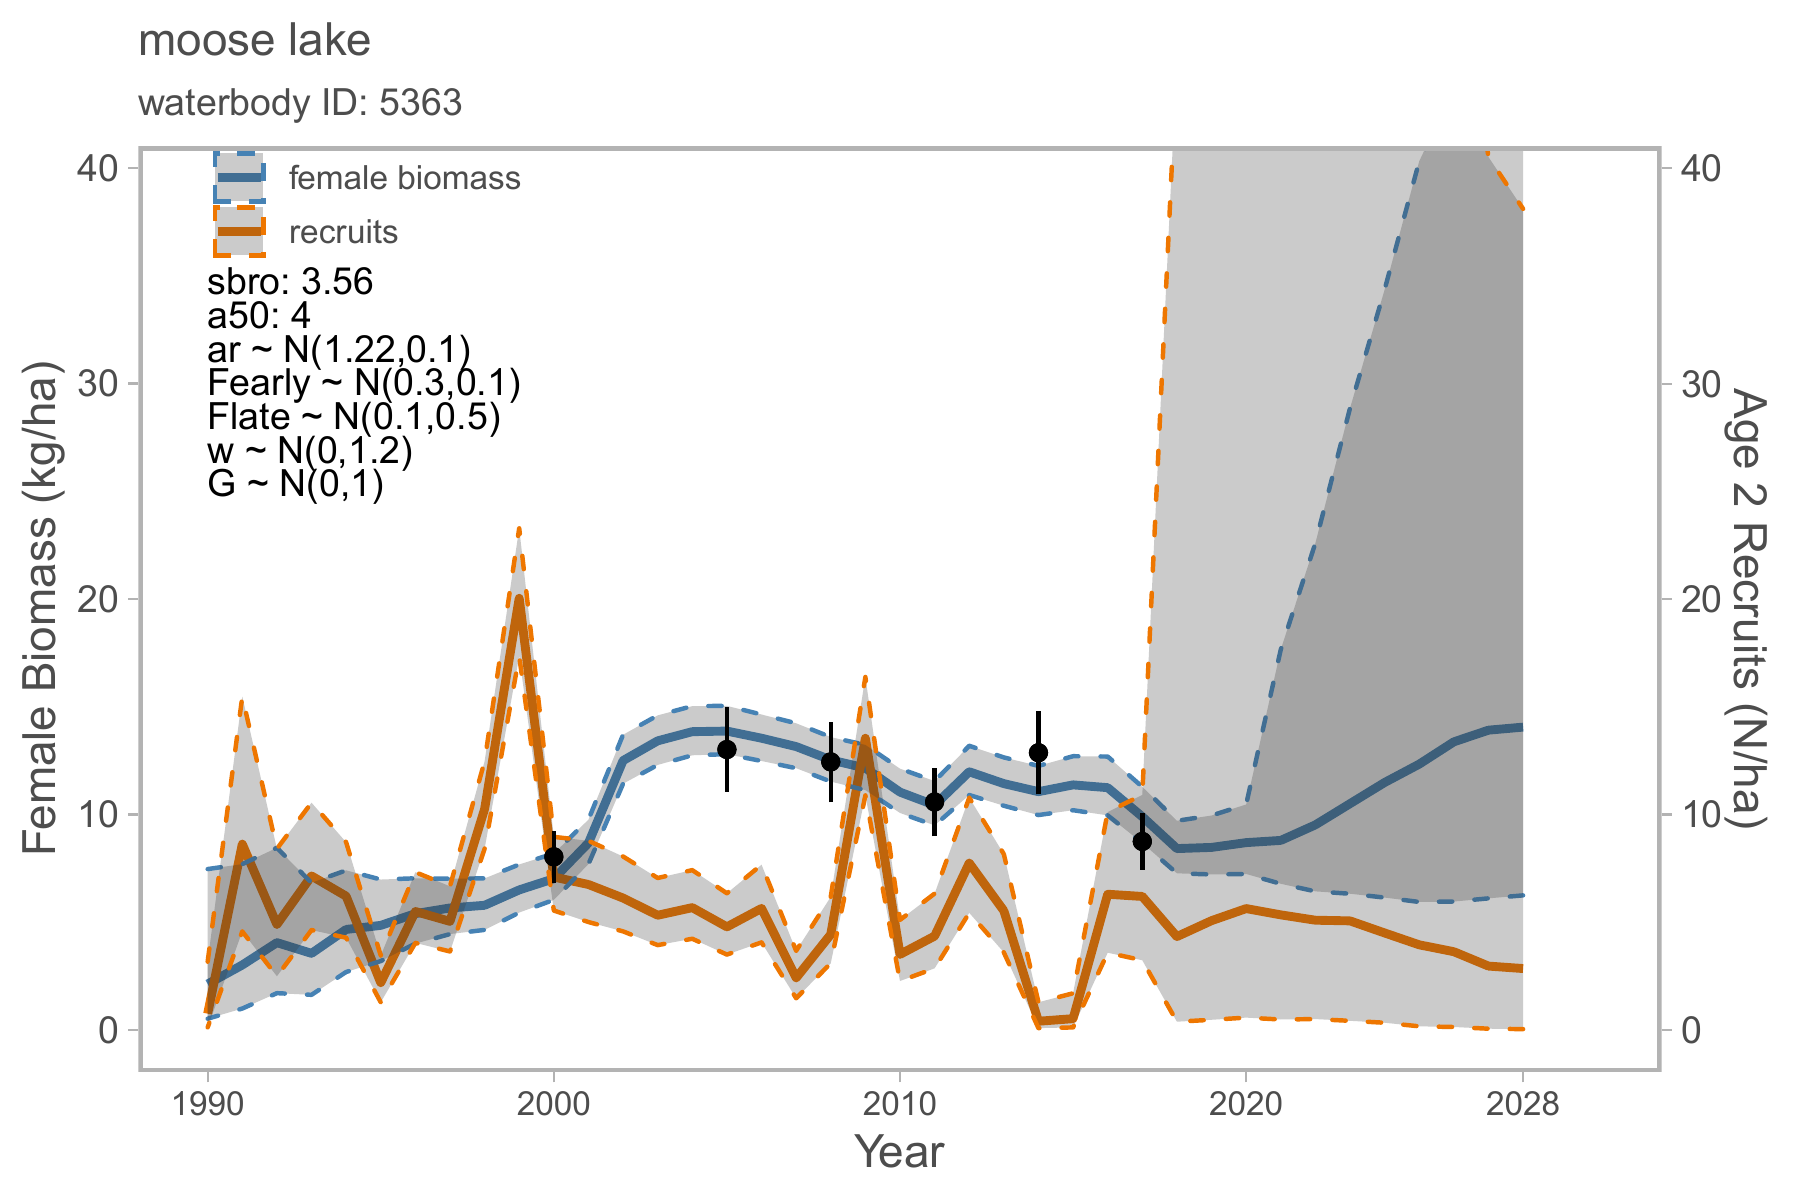 moose lake
waterbody ID: 5363
female biomass
recruits
sbro: 3.56
a50: 4
ar ~ N(1.22,0.1)
Fearly ~ N(0.3,0.1)
Flate ~ N(0.1,0.5)
w ~ N(0,1.2)
G ~ N(0,1)
Female Biomass (kg/ha)
40
30
20
10
0
40
30
20
10
0
Age 2 Recruits (N/ha)
1990
2000
2010
2020
2028
Year